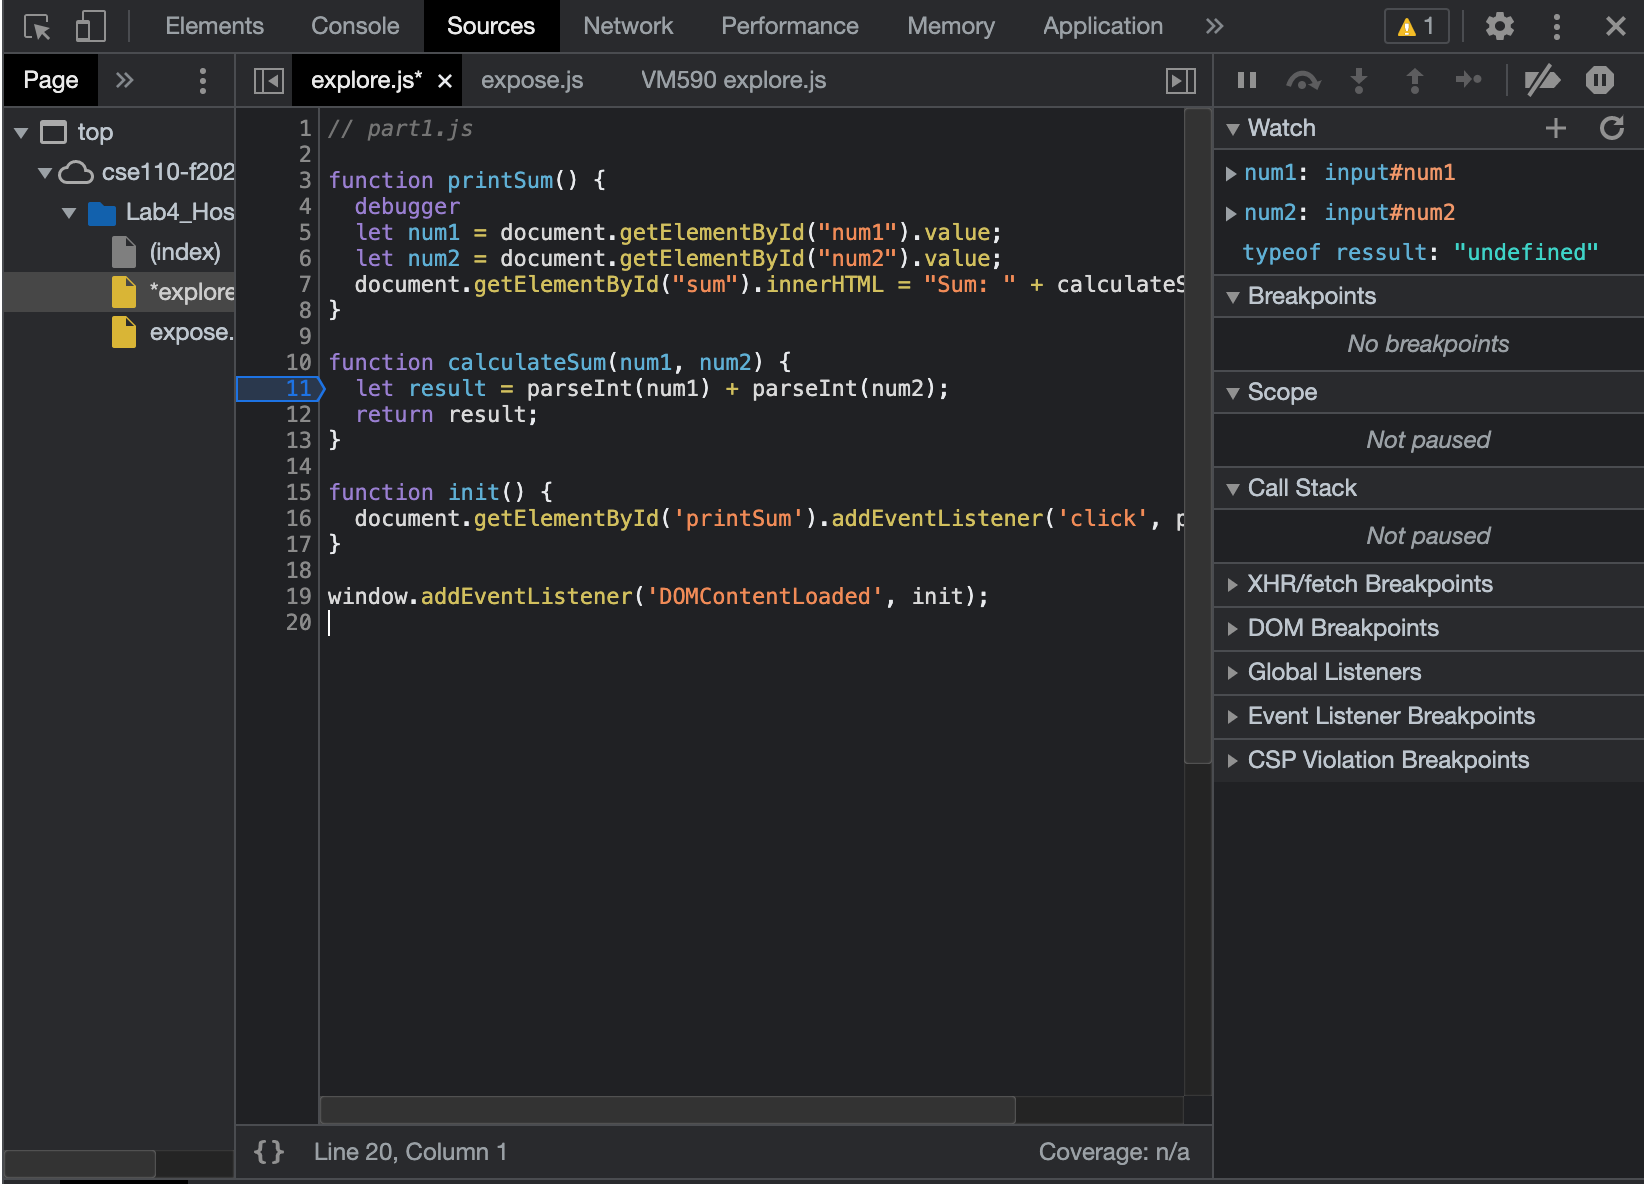 Elements Console Sources Network Performance Memory Application » 1
Page » explore.js* × expose.js VM590 explore.js
top
cse110-f202
Lab4_Hos
(index)
*explore
expose.
1 // part1.js
2
3 function printSum() {
4 debugger
5 let num1 = document.getElementById("num1").value;
6 let num2 = document.getElementById("num2").value;
7 document.getElementById("sum").innerHTML = "Sum: " + calculateS
8 }
9
10 function calculateSum(num1, num2) {
11 let result = parseInt(num1) + parseInt(num2);
12 return result;
13 }
14
15 function init() {
16 document.getElementById('printSum').addEventListener('click', p
17 }
18
19 window.addEventListener('DOMContentLoaded', init);
20
{} Line 20, Column 1 Coverage: n/a
Watch
num1: input#num1
num2: input#num2
typeof ressult: "undefined"
Breakpoints
No breakpoints
Scope
Not paused
Call Stack
Not paused
XHR/fetch Breakpoints
DOM Breakpoints
Global Listeners
Event Listener Breakpoints
CSP Violation Breakpoints